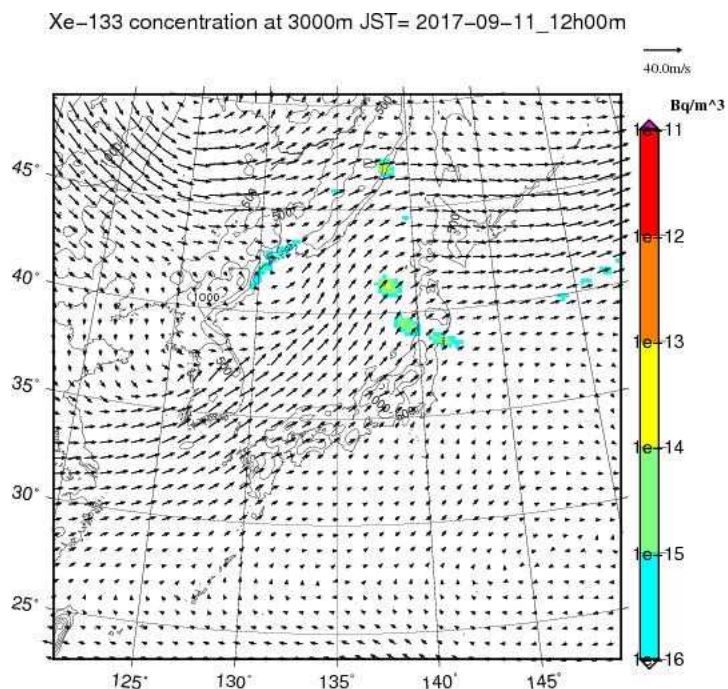 Xe-133 concentration at 3000m JST= 2017-09-11_12h00m
40.0m/s
Bq/m^3
1e-11
1e-12
1e-13
1e-14
1e-15
1e-16
45°
40°
35°
30°
25°
125°
130°
135°
140°
145°
500
1000